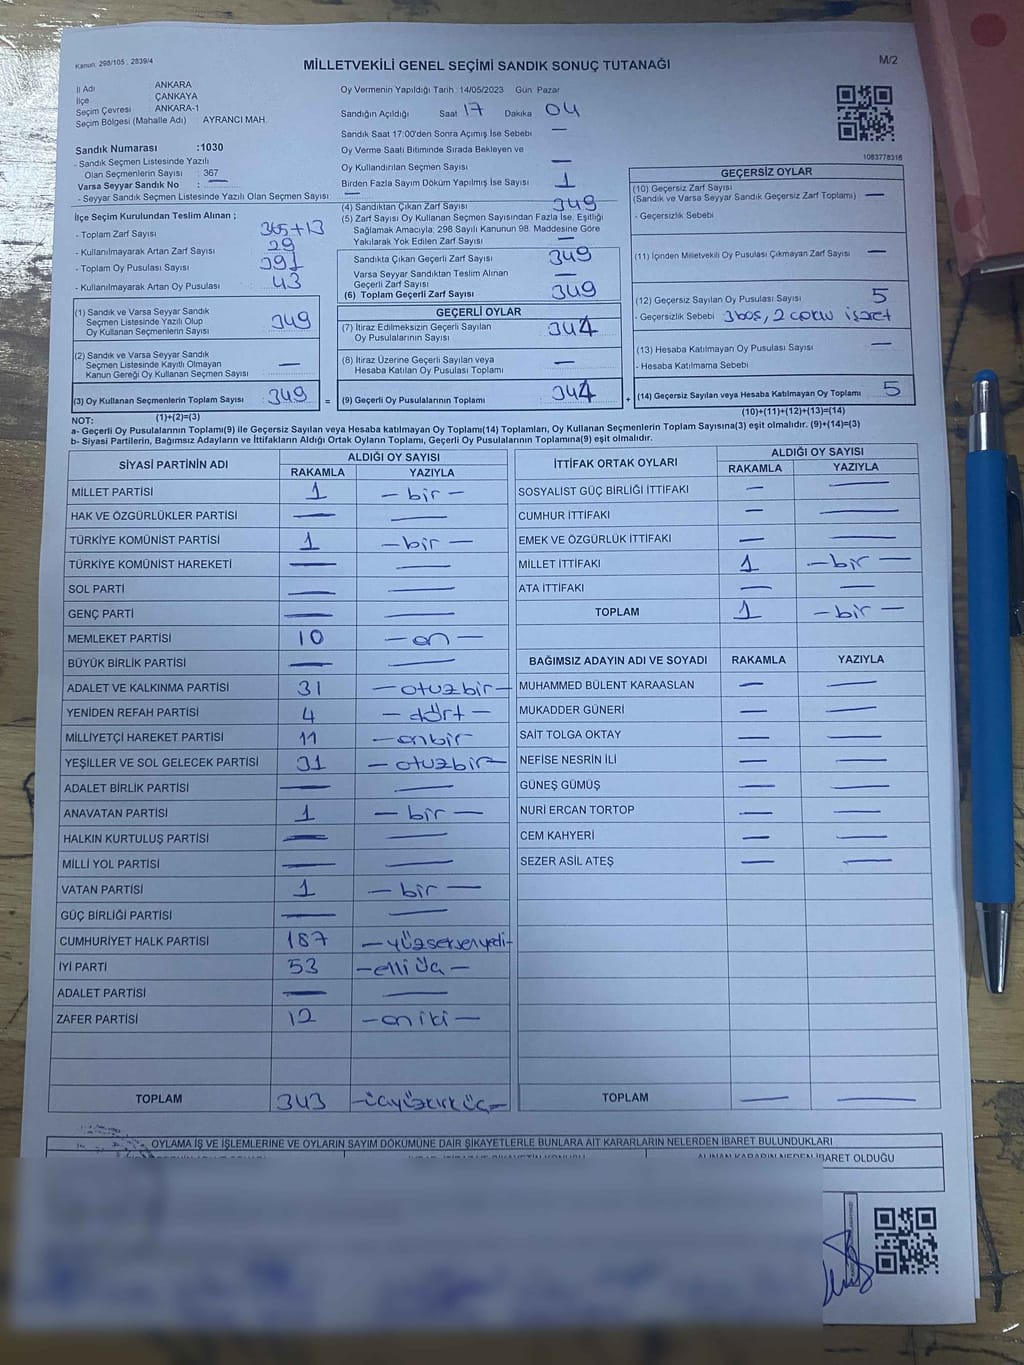 Kanun: 298/105 ; 2839/4
MİLLETVEKİLİ GENEL SEÇİMİ SANDIK SONUÇ TUTANAĞI
M/2
İl Adı ANKARA
İlçe ÇANKAYA
Seçim Çevresi ANKARA-1
Seçim Bölgesi (Mahalle Adı) AYRANCI MAH.
Sandık Numarası :1030
- Sandık Seçmen Listesinde Yazılı
Olan Seçmenlerin Sayısı : 367
Varsa Seyyar Sandık No : —
- Seyyar Sandık Seçmen Listesinde Yazılı Olan Seçmen Sayısı —
Oy Vermenin Yapıldığı Tarih :14/05/2023 Gün Pazar
Sandığın Açıldığı Saat 17 Dakika 04
Sandık Saat 17:00'den Sonra Açımış İse Sebebi —
Oy Verme Saati Bitiminde Sırada Bekleyen ve
Oy Kullandırılan Seçmen Sayısı —
Birden Fazla Sayım Döküm Yapılmış İse Sayısı 1
1083778316
İlçe Seçim Kurulundan Teslim Alınan ;
- Toplam Zarf Sayısı 365+13
- Kullanılmayarak Artan Zarf Sayısı 29
- Toplam Oy Pusulası Sayısı 391
- Kullanılmayarak Artan Oy Pusulası 43
(1) Sandık ve Varsa Seyyar Sandık
Seçmen Listesinde Yazılı Olup
Oy Kullanan Seçmenlerin Sayısı 349
(2) Sandık ve Varsa Seyyar Sandık
Seçmen Listesinde Kayıtlı Olmayan
Kanun Gereği Oy Kullanan Seçmen Sayısı —
(3) Oy Kullanan Seçmenlerin Toplam Sayısı 349 =
(1)+(2)=(3)
(4) Sandıktan Çıkan Zarf Sayısı 349
(5) Zarf Sayısı Oy Kullanan Seçmen Sayısından Fazla İse, Eşitliği
Sağlamak Amacıyla; 298 Sayılı Kanunun 98. Maddesine Göre
Yakılarak Yok Edilen Zarf Sayısı —
Sandıkta Çıkan Geçerli Zarf Sayısı 349
Varsa Seyyar Sandıktan Teslim Alınan
Geçerli Zarf Sayısı —
(6) Toplam Geçerli Zarf Sayısı 349
GEÇERLİ OYLAR
(7) İtiraz Edilmeksizin Geçerli Sayılan
Oy Pusulalarının Sayısı 344
(8) İtiraz Üzerine Geçerli Sayılan veya
Hesaba Katılan Oy Pusulası Toplamı —
(9) Geçerli Oy Pusulalarının Toplamı 344 +
GEÇERSİZ OYLAR
(10) Geçersiz Zarf Sayısı
(Sandık ve Varsa Seyyar Sandık Geçersiz Zarf Toplamı) —
- Geçersizlik Sebebi
(11) İçinden Milletvekili Oy Pusulası Çıkmayan Zarf Sayısı —
(12) Geçersiz Sayılan Oy Pusulası Sayısı 5
- Geçersizlik Sebebi 3 boş, 2 çoklu işaret
(13) Hesaba Katılmayan Oy Pusulası Sayısı —
- Hesaba Katılmama Sebebi
(14) Geçersiz Sayılan veya Hesaba Katılmayan Oy Toplamı 5
(10)+(11)+(12)+(13)=(14)
NOT:
a- Geçerli Oy Pusulalarının Toplamı(9) ile Geçersiz Sayılan veya Hesaba Katılmayan Oy Toplamı(14) Toplamları, Oy Kullanan Seçmenlerin Toplam Sayısına(3) eşit olmalıdır. (9)+(14)=(3)
b- Siyasi Partilerin, Bağımsız Adayların ve İttifakların Aldığı Ortak Oyların Toplamı, Geçerli Oy Pusulalarının Toplamına(9) eşit olmalıdır.
SİYASİ PARTİNİN ADI ALDIĞI OY SAYISI
RAKAMLA YAZIYLA
MİLLET PARTİSİ 1 — bir —
HAK VE ÖZGÜRLÜKLER PARTİSİ — —
TÜRKİYE KOMÜNİST PARTİSİ 1 — bir —
TÜRKİYE KOMÜNİST HAREKETİ — —
SOL PARTİ — —
GENÇ PARTİ — —
MEMLEKET PARTİSİ 10 — on —
BÜYÜK BİRLİK PARTİSİ — —
ADALET VE KALKINMA PARTİSİ 31 — otuzbir —
YENİDEN REFAH PARTİSİ 4 — dört —
MİLLİYETÇİ HAREKET PARTİSİ 11 — onbir
YEŞİLLER VE SOL GELECEK PARTİSİ 31 — otuzbir —
ADALET BİRLİK PARTİSİ — —
ANAVATAN PARTİSİ 1 — bir —
HALKIN KURTULUŞ PARTİSİ — —
MİLLİ YOL PARTİSİ — —
VATAN PARTİSİ 1 — bir —
GÜÇ BİRLİĞİ PARTİSİ — —
CUMHURİYET HALK PARTİSİ 187 — yüzseksenyedi —
İYİ PARTİ 53 — elliüç —
ADALET PARTİSİ — —
ZAFER PARTİSİ 12 — oniki —
TOPLAM 343 — üçyüzkırküç —
İTTİFAK ORTAK OYLARI ALDIĞI OY SAYISI
RAKAMLA YAZIYLA
SOSYALİST GÜÇ BİRLİĞİ İTTİFAKI — —
CUMHUR İTTİFAKI — —
EMEK VE ÖZGÜRLÜK İTTİFAKI — —
MİLLET İTTİFAKI 1 — bir —
ATA İTTİFAKI — —
TOPLAM 1 — bir —
BAĞIMSIZ ADAYIN ADI VE SOYADI RAKAMLA YAZIYLA
MUHAMMED BÜLENT KARAASLAN — —
MUKADDER GÜNERİ — —
SAİT TOLGA OKTAY — —
NEFİSE NESRİN İLİ — —
GÜNEŞ GÜMÜŞ — —
NURİ ERCAN TORTOP — —
CEM KAHYERİ — —
SEZER ASİL ATEŞ — —
TOPLAM — —
OYLAMA İŞ VE İŞLEMLERİNE VE OYLARIN SAYIM DÖKÜMÜNE DAİR ŞİKAYETLERLE BUNLARA AİT KARARLARIN NELERDEN İBARET BULUNDUKLARI
ALINAN KARARIN NEDEN İBARET OLDUĞU